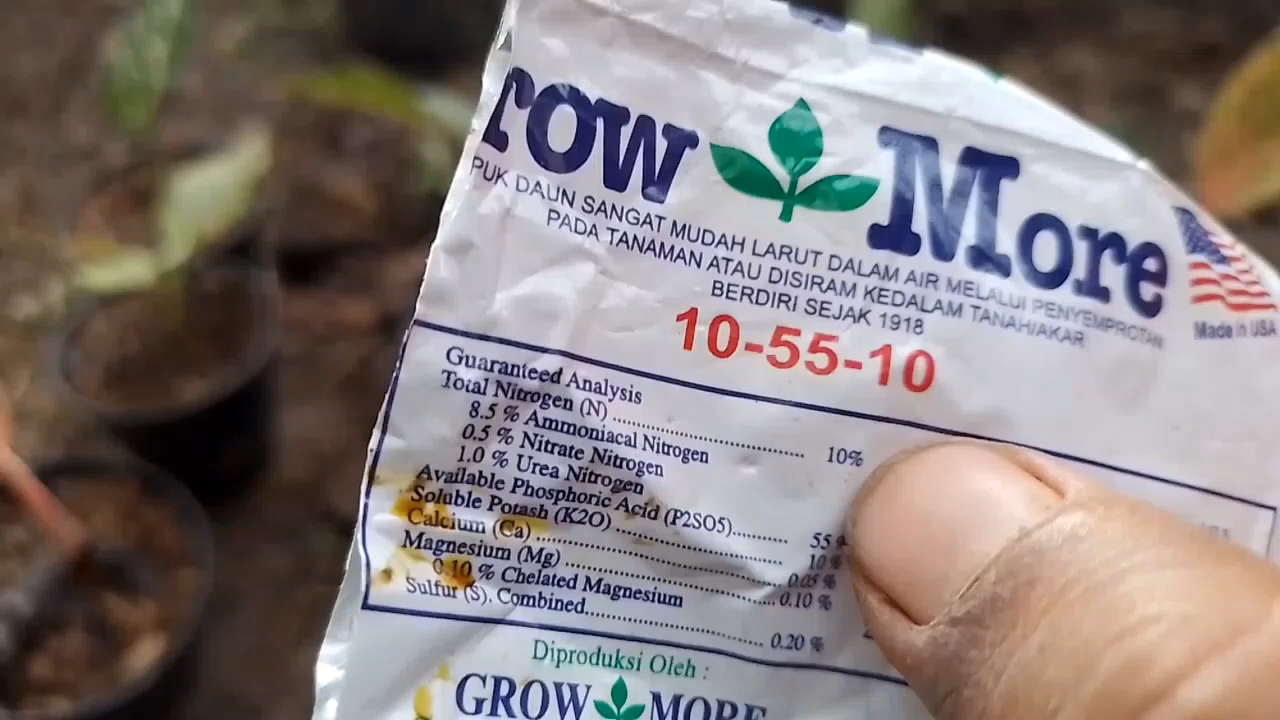 row More
PUK DAUN SANGAT MUDAH LARUT DALAM AIR MELALUI PENYEMPROTAN
PADA TANAMAN ATAU DISIRAM KEDALAM TANAH/AKAR
BERDIRI SEJAK 1918
Made in USA
10-55-10
Guaranteed Analysis
Total Nitrogen (N) ........................ 10%
8.5 % Ammoniacal Nitrogen
0.5 % Nitrate Nitrogen
1.0 % Urea Nitrogen
Available Phosphoric Acid (P2SO5)............ 55
Soluble Potash (K2O) ........................ 10 %
Calcium (Ca) ........................ 0.05 %
Magnesium (Mg) ........................ 0.10 %
0.10 % Chelated Magnesium
Sulfur (S). Combined........................ 0.20 %
Diproduksi Oleh :
GROW MORE